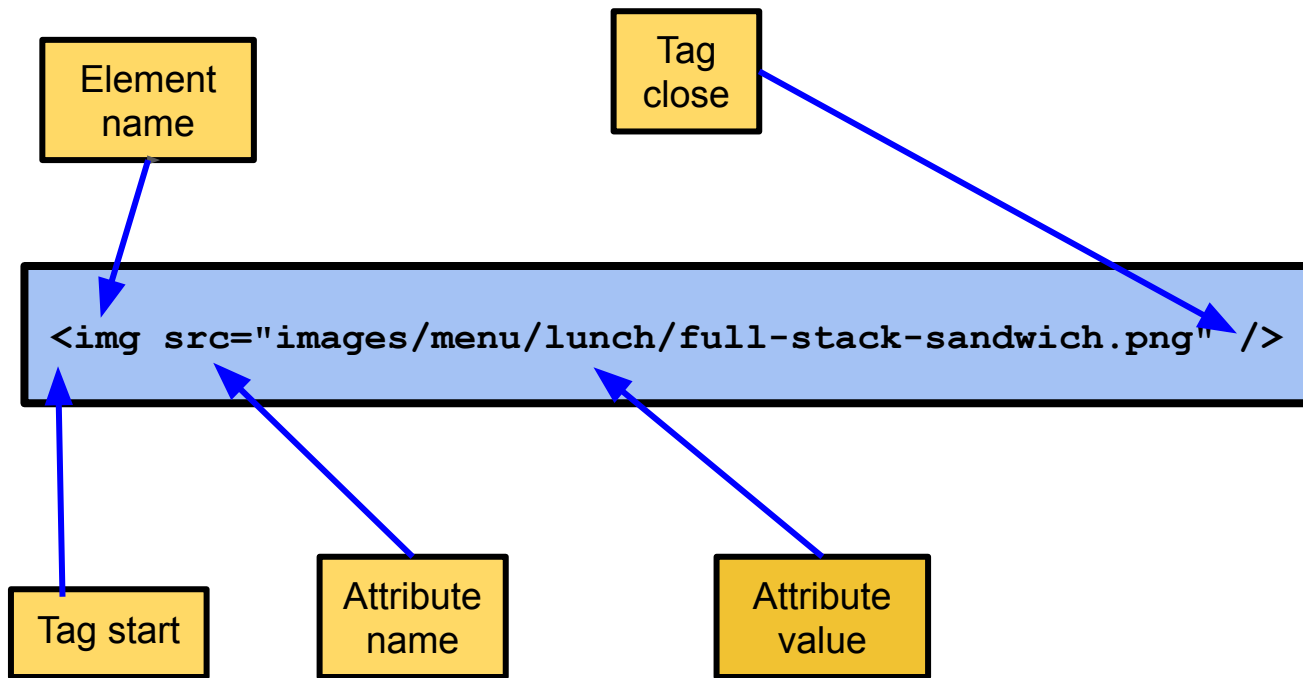 Element
name
Tag
close
<img src="images/menu/lunch/full-stack-sandwich.png" />
Tag start
Attribute
name
Attribute
value